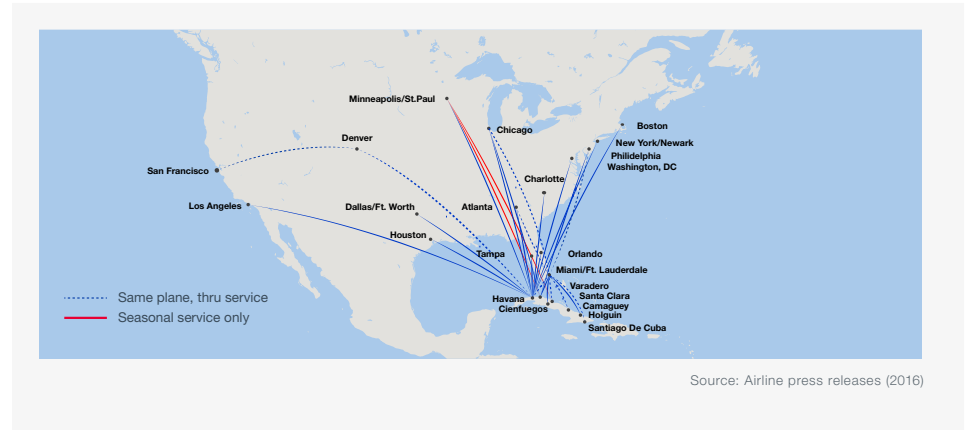 Minneapolis/St.Paul
Chicago
Boston
Denver
New York/Newark
Philidelphia
Washington, DC
San Francisco
Charlotte
Los Angeles
Dallas/Ft. Worth
Atlanta
Houston
Tampa
Orlando
Miami/Ft. Lauderdale
Varadero
Havana
Santa Clara
Cienfuegos
Camaguey
Holguin
Santiago De Cuba
Same plane, thru service
Seasonal service only
Source: Airline press releases (2016)